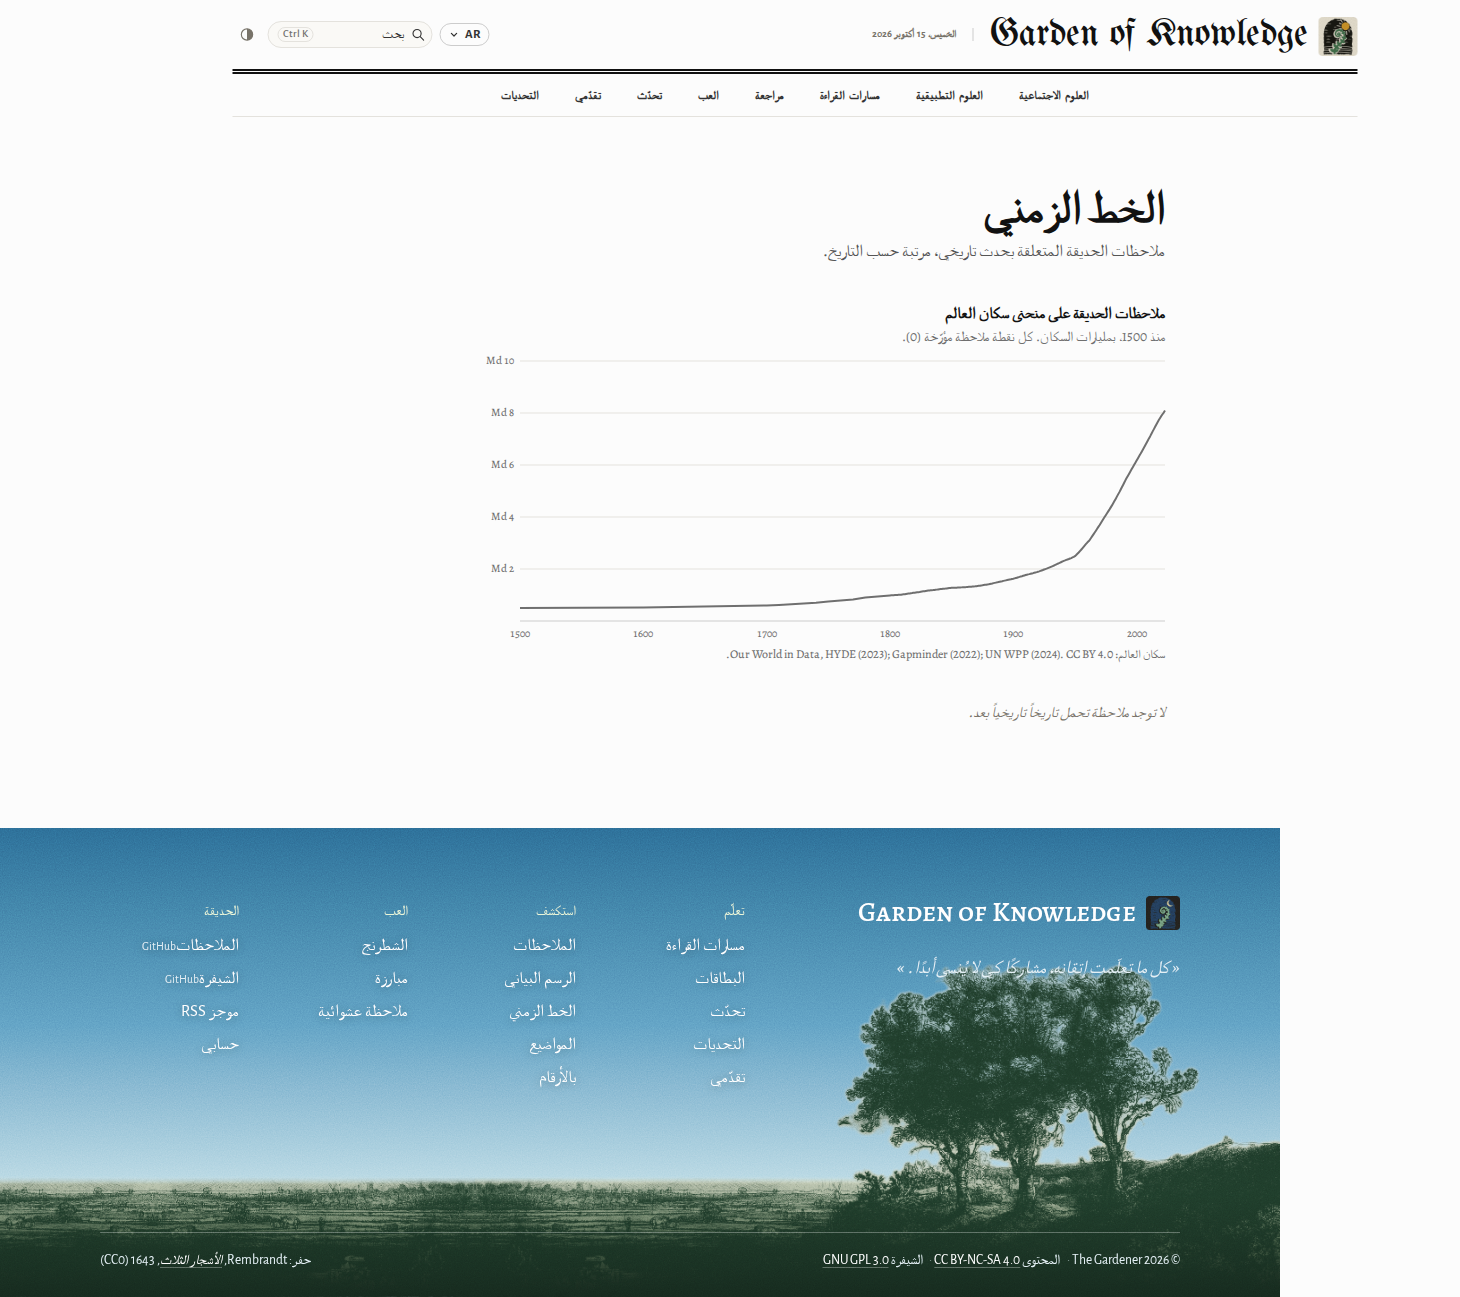 Garden of Knowledge
الخميس، 15 أكتوبر 2026
AR
بحث
Ctrl K
العلوم الاجتماعية
العلوم التطبيقية
مسارات القراءة
مراجعة
العب
تحدّث
تقدّمي
التحديات
الخط الزمني
ملاحظات الحديقة المتعلقة بحدث تاريخي، مرتبة حسب التاريخ.
ملاحظات الحديقة على منحنى سكان العالم
منذ 1500. بمليارات السكان. كل نقطة ملاحظة مؤرّخة (0).
Md 10
Md 8
Md 6
Md 4
Md 2
1500 1600 1700 1800 1900 2000
سكان العالم: Our World in Data, HYDE (2023); Gapminder (2022); UN WPP (2024). CC BY 4.0.
لا توجد ملاحظة تحمل تاريخاً تاريخياً بعد.
Garden of Knowledge
« كل ما تعلّمت إتقانه، مشاركًا كي لا يُنسى أبدًا. »
تعلّم
مسارات القراءة
البطاقات
تحدّث
التحديات
تقدّمي
استكشف
الملاحظات
الرسم البياني
الخط الزمني
المواضيع
بالأرقام
العب
الشطرنج
مبارزة
ملاحظة عشوائية
الحديقة
الملاحظات GitHub
الشيفرة GitHub
موجز RSS
حسابي
© 2026 The Gardener · المحتوى CC BY-NC-SA 4.0 · الشيفرة GNU GPL 3.0
حفر: Rembrandt, الأشجار الثلاث, 1643 (CC0)